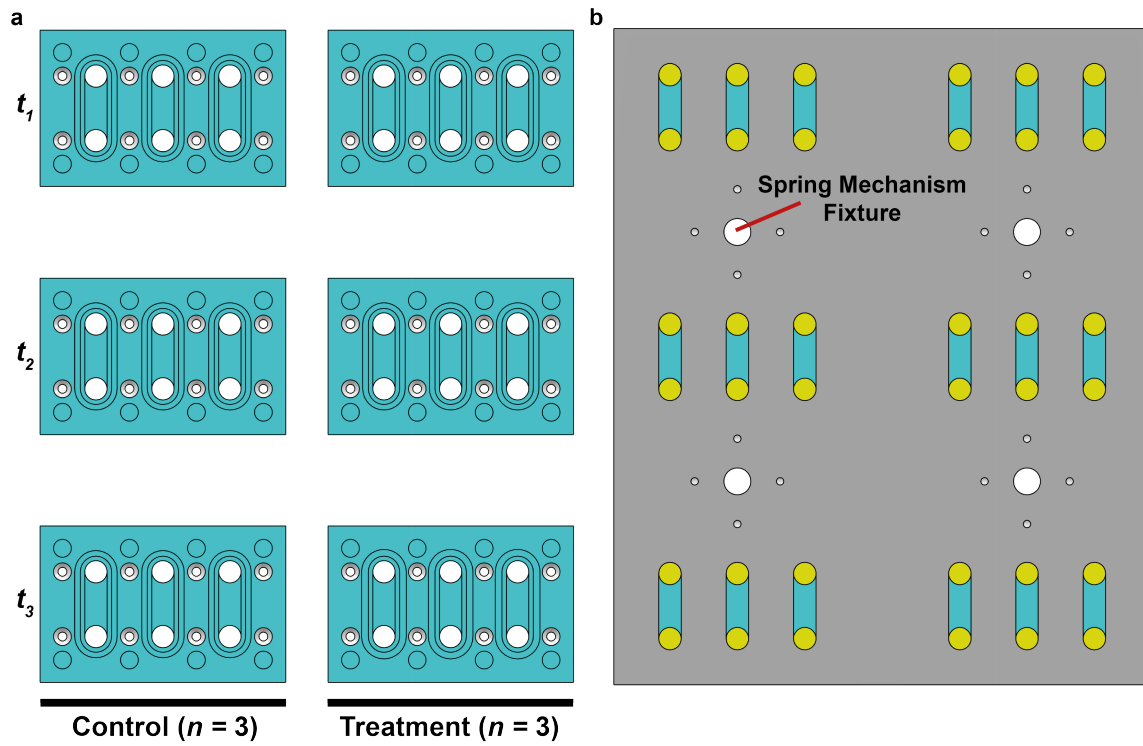 a
t1
t2
t3
Control (n = 3)
Treatment (n = 3)
b
Spring Mechanism
Fixture